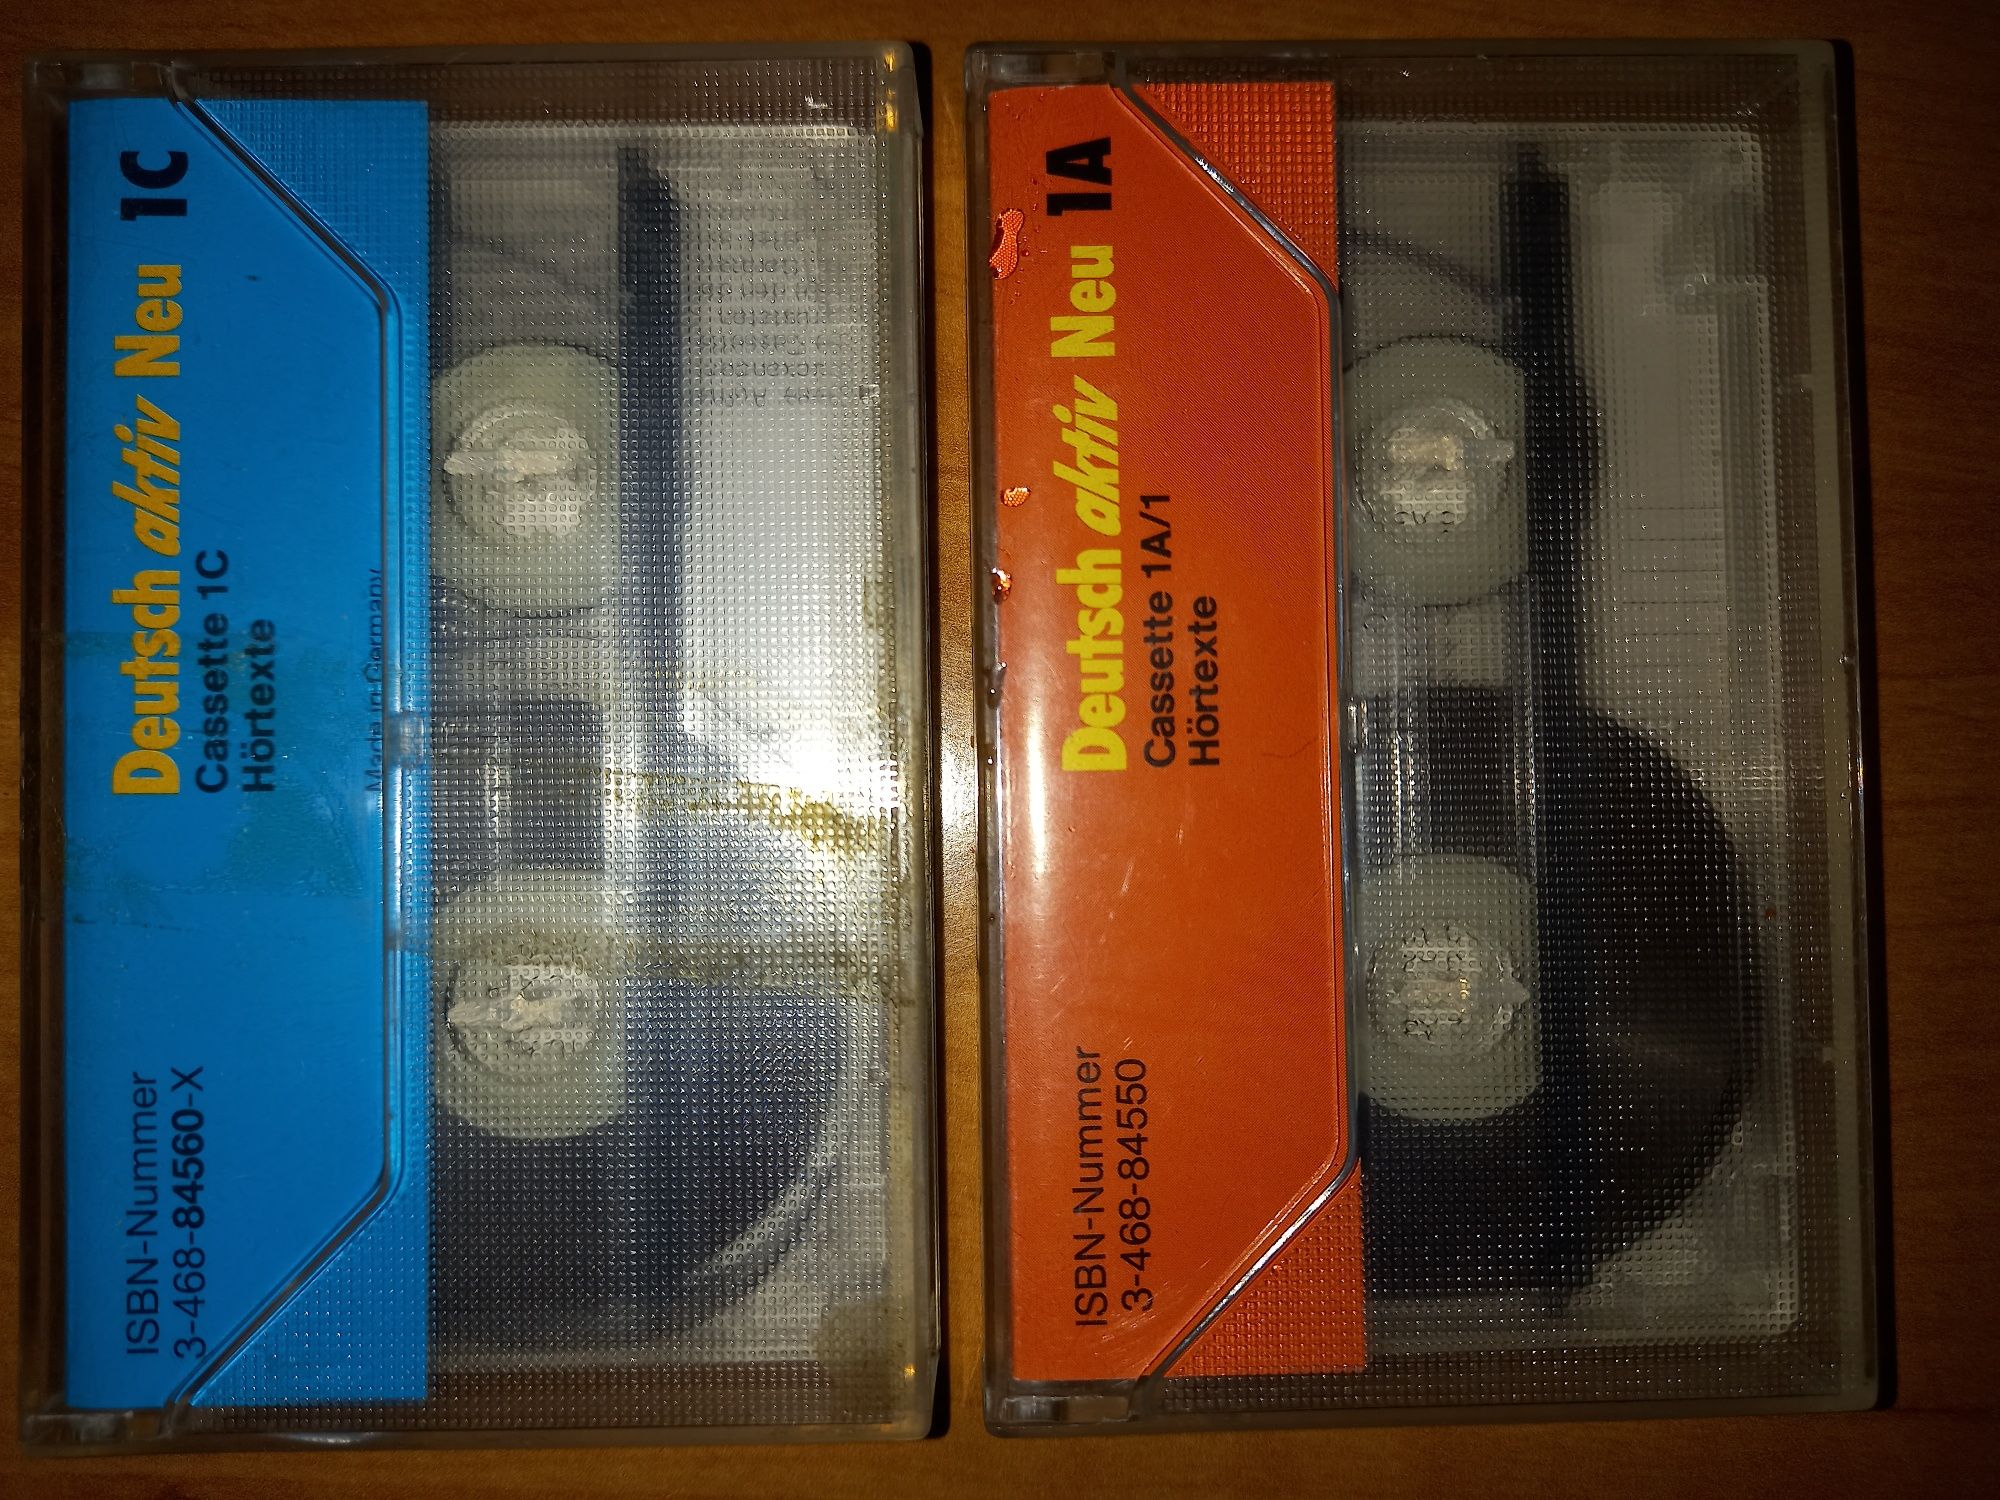 Deutsch aktiv Neu 1C
Cassette 1C
Hörtexte
ISBN-Nummer
3-468-84560-X
Made in Germany
Deutsch aktiv Neu 1A
Cassette 1A/1
Hörtexte
ISBN-Nummer
3-468-84550